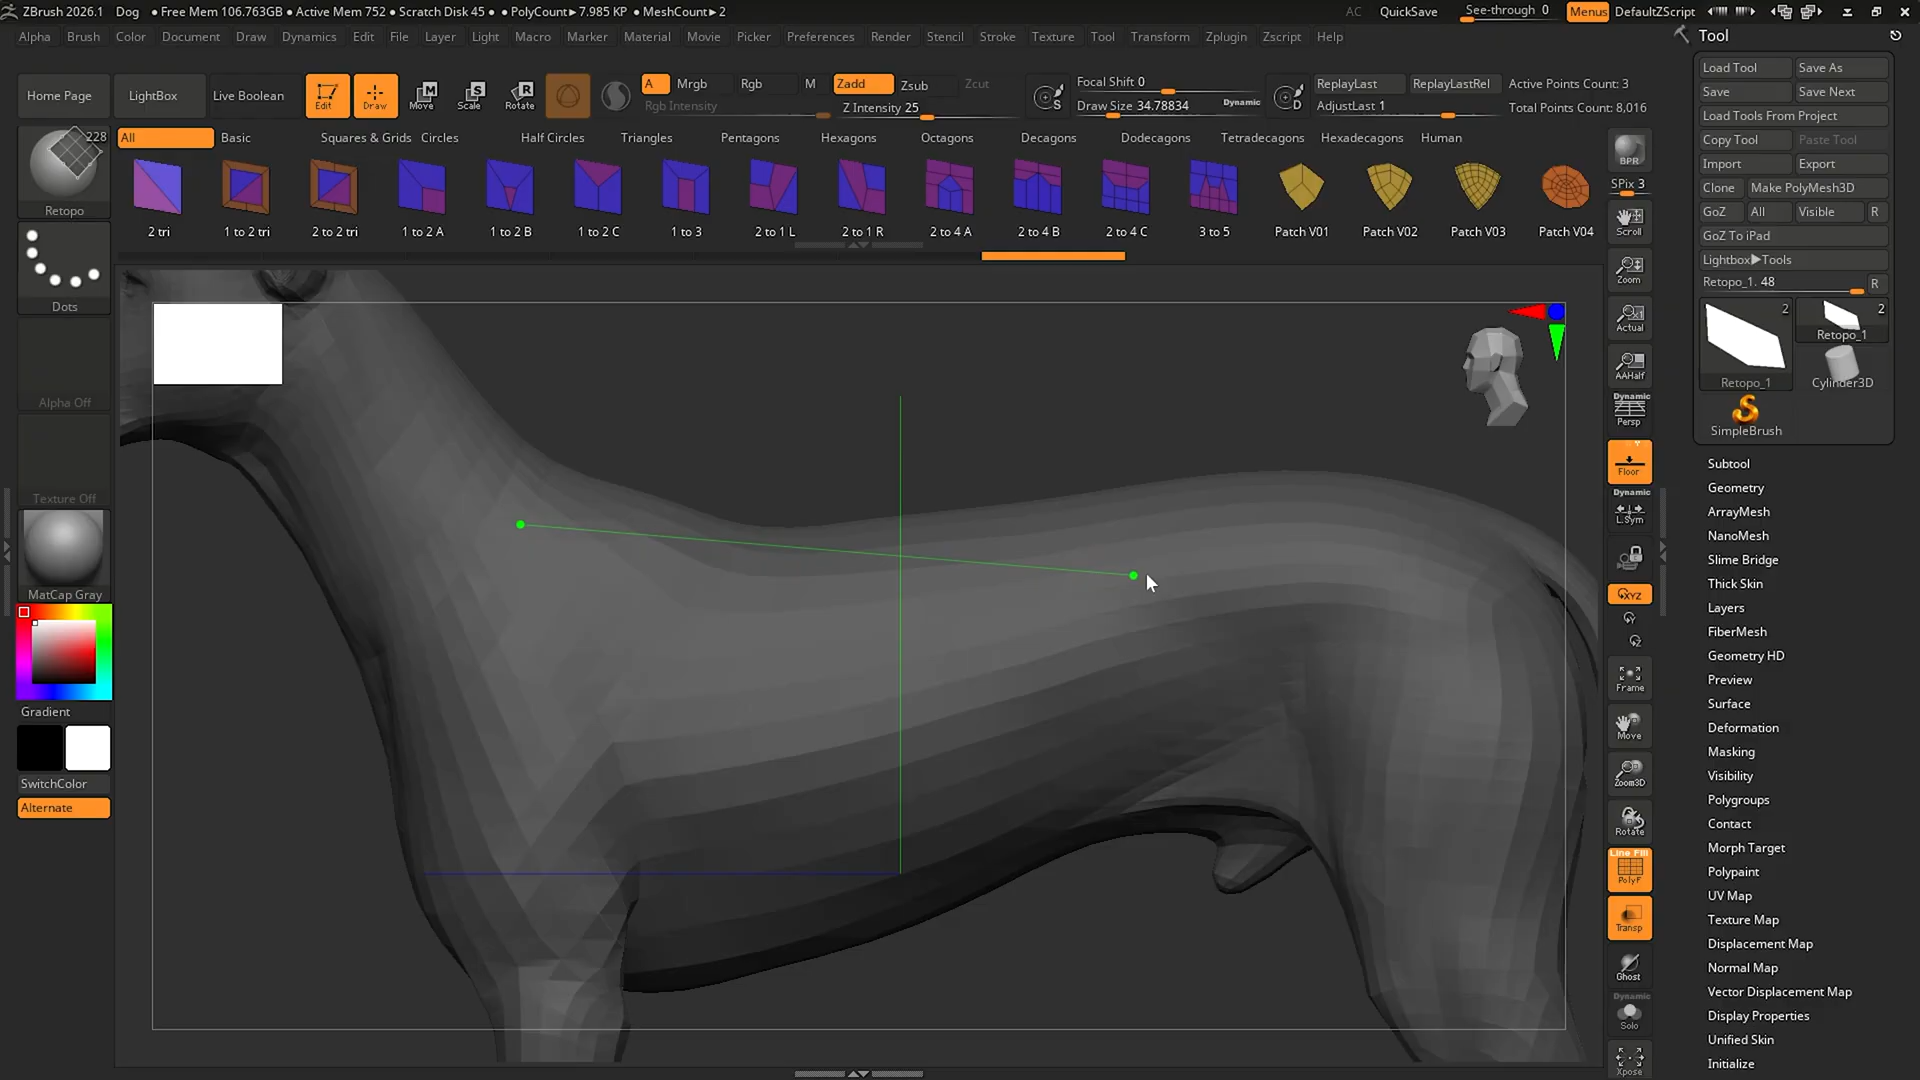 ZBrush 2026.1 Dog ● Free Mem 106.763GB ● Active Mem 752 ● Scratch Disk 45 ● ● PolyCount▶ 7.985 KP ● MeshCount▶ 2 AC QuickSave See-through 0 Menus DefaultZScript
Alpha Brush Color Document Draw Dynamics Edit File Layer Light Macro Marker Material Movie Picker Preferences Render Stencil Stroke Texture Tool Transform Zplugin Zscript Help
Home Page LightBox Live Boolean Edit Draw Move Scale Rotate
M S R
A Mrgb Rgb M Zadd Zsub Zcut
Rgb Intensity Z Intensity 25
S Focal Shift 0
Draw Size 34.78834 Dynamic
D ReplayLast ReplayLastRel Active Points Count: 3
AdjustLast 1 Total Points Count: 8,016
228
Retopo
Dots
Alpha Off
Texture Off
MatCap Gray
Gradient
SwitchColor
Alternate
All Basic Squares & Grids Circles Half Circles Triangles Pentagons Hexagons Octagons Decagons Dodecagons Tetradecagons Hexadecagons Human
2 tri 1 to 2 tri 2 to 2 tri 1 to 2 A 1 to 2 B 1 to 2 C 1 to 3 2 to 1 L 2 to 1 R 2 to 4 A 2 to 4 B 2 to 4 C 3 to 5 Patch V01 Patch V02 Patch V03 Patch V04
BPR
SPix 3
Scroll
Zoom
Actual
AAHalf
Dynamic
Persp
Floor
Dynamic
L.Sym
XYZ
Frame
Move
Zoom3D
Rotate
Line Fill
PolyF
Transp
Ghost
Dynamic
Solo
Xpose
Tool
Load Tool Save As
Save Save Next
Load Tools From Project
Copy Tool Paste Tool
Import Export
Clone Make PolyMesh3D
GoZ All Visible R
GoZ To iPad
Lightbox▶Tools
Retopo_1. 48 R
2 2
Retopo_1
Retopo_1 Cylinder3D
SimpleBrush
Subtool
Geometry
ArrayMesh
NanoMesh
Slime Bridge
Thick Skin
Layers
FiberMesh
Geometry HD
Preview
Surface
Deformation
Masking
Visibility
Polygroups
Contact
Morph Target
Polypaint
UV Map
Texture Map
Displacement Map
Normal Map
Vector Displacement Map
Display Properties
Unified Skin
Initialize